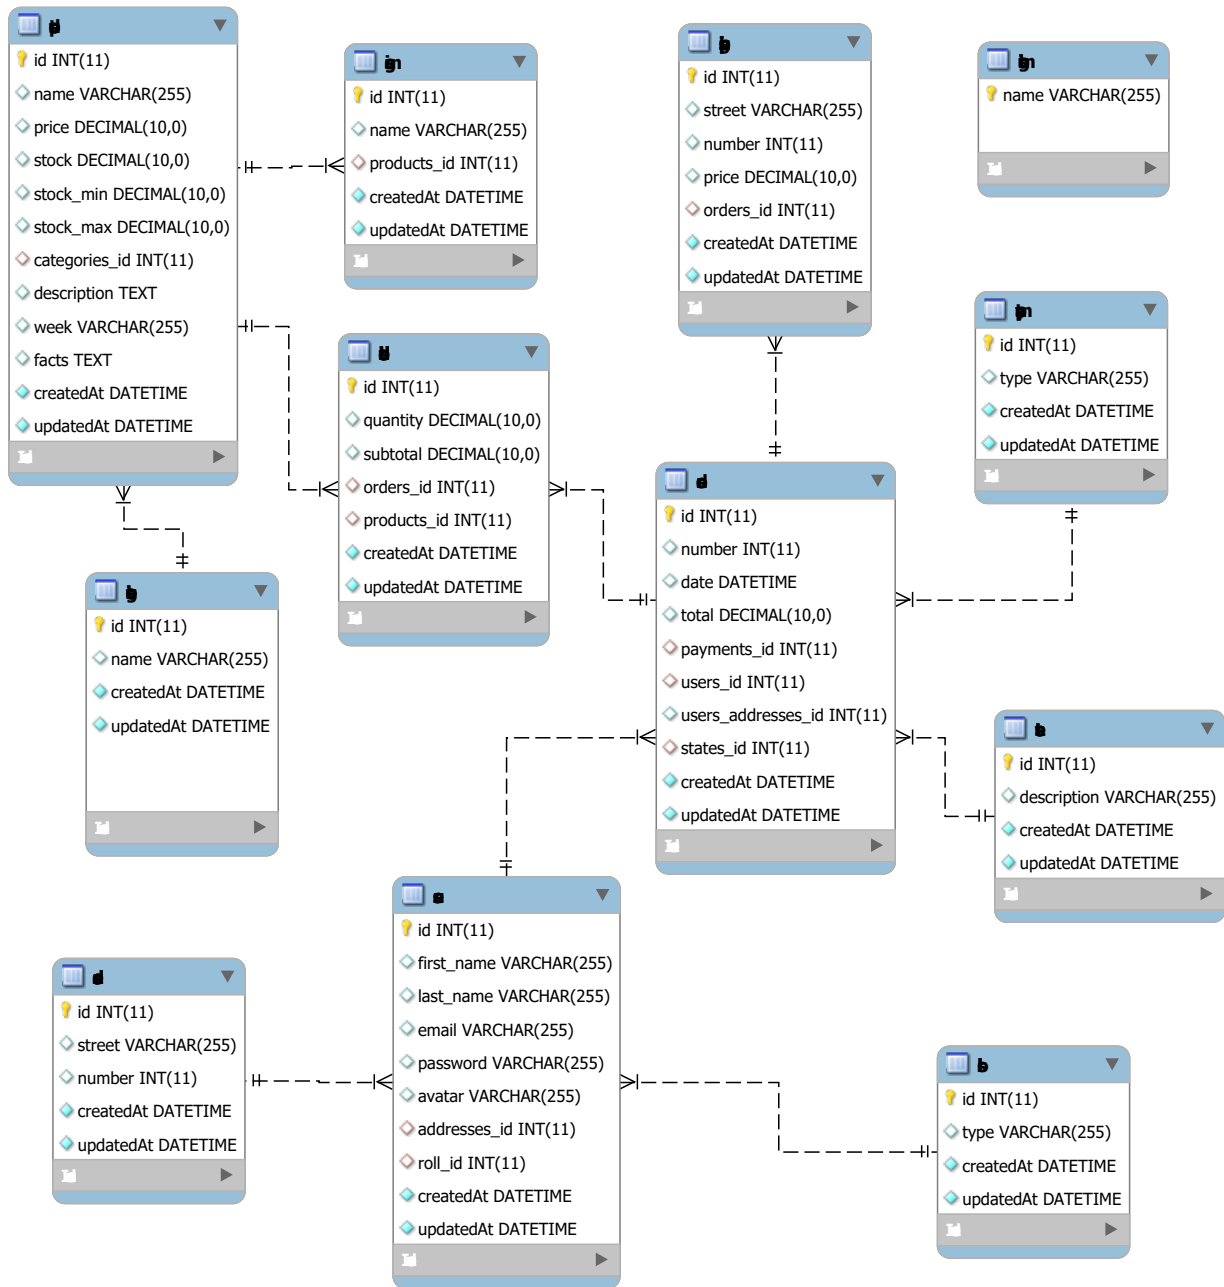 id INT(11)
name VARCHAR(255)
price DECIMAL(10,0)
stock DECIMAL(10,0)
stock_min DECIMAL(10,0)
stock_max DECIMAL(10,0)
categories_id INT(11)
description TEXT
week VARCHAR(255)
facts TEXT
createdAt DATETIME
updatedAt DATETIME
id INT(11)
name VARCHAR(255)
products_id INT(11)
createdAt DATETIME
updatedAt DATETIME
id INT(11)
street VARCHAR(255)
number INT(11)
price DECIMAL(10,0)
orders_id INT(11)
createdAt DATETIME
updatedAt DATETIME
name VARCHAR(255)
id INT(11)
type VARCHAR(255)
createdAt DATETIME
updatedAt DATETIME
id INT(11)
quantity DECIMAL(10,0)
subtotal DECIMAL(10,0)
orders_id INT(11)
products_id INT(11)
createdAt DATETIME
updatedAt DATETIME
id INT(11)
number INT(11)
date DATETIME
total DECIMAL(10,0)
payments_id INT(11)
users_id INT(11)
users_addresses_id INT(11)
states_id INT(11)
createdAt DATETIME
updatedAt DATETIME
id INT(11)
name VARCHAR(255)
createdAt DATETIME
updatedAt DATETIME
id INT(11)
description VARCHAR(255)
createdAt DATETIME
updatedAt DATETIME
id INT(11)
first_name VARCHAR(255)
last_name VARCHAR(255)
email VARCHAR(255)
password VARCHAR(255)
avatar VARCHAR(255)
addresses_id INT(11)
roll_id INT(11)
createdAt DATETIME
updatedAt DATETIME
id INT(11)
street VARCHAR(255)
number INT(11)
createdAt DATETIME
updatedAt DATETIME
id INT(11)
type VARCHAR(255)
createdAt DATETIME
updatedAt DATETIME